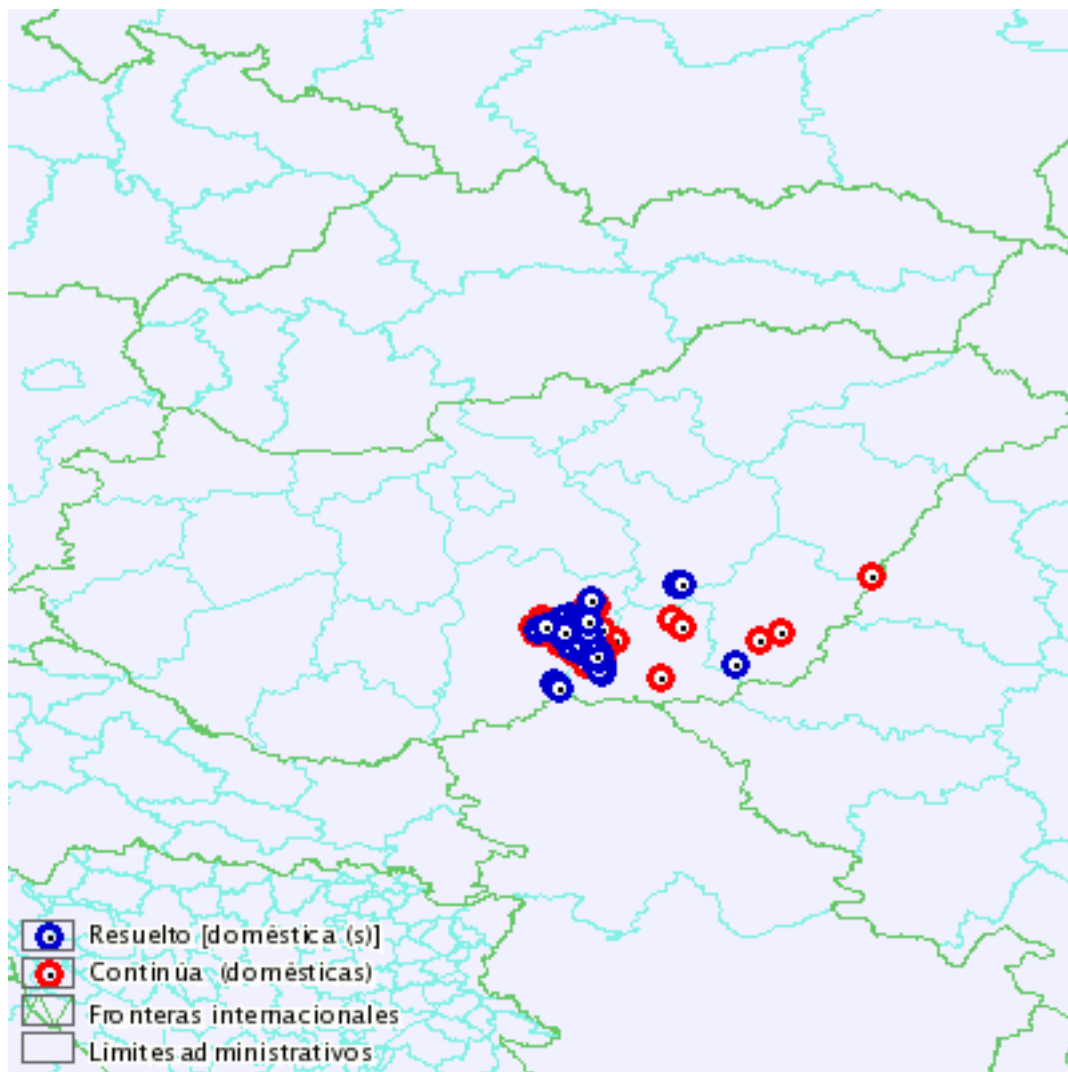 Resuelto [doméstica (s)]
Continúa (domésticas)
Fronteras internacionales
Límites administrativos